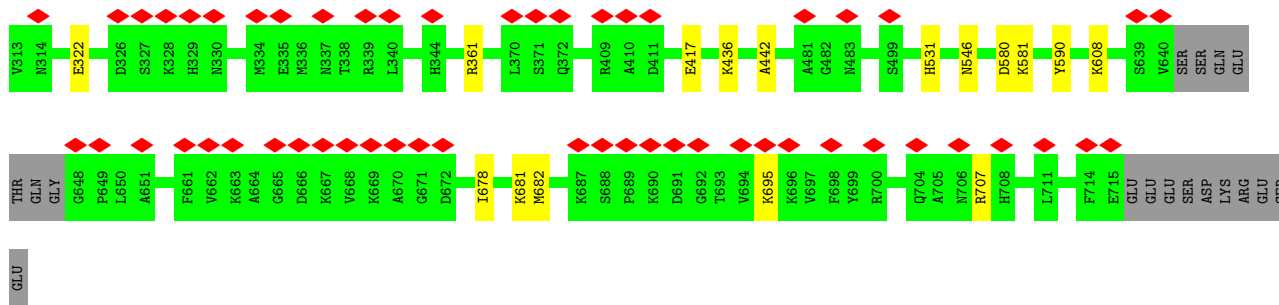 V313 N314 E322 D326 S327 K328 H329 N330 M334 E335 M336 N337 T338 R339 L340 H344 R361 L370 S371 Q372 R409 A410 D411 E417 K436 A442 A481 G482 N483 S499 H531 N546 D580 K581 Y590 K608 S639 V640 SER SER GLN GLU
THR GLN GLY G648 P649 L650 A651 F661 V662 K663 A664 G665 D666 K667 V668 K669 A670 G671 D672 I678 K681 M682 K687 S688 P689 K690 D691 G692 T693 V694 K695 K696 V697 F698 Y699 R700 Q704 A705 N706 R707 H708 L711 F714 E715 GLU GLU GLU SER ASP LYS ARG GLU
GLU